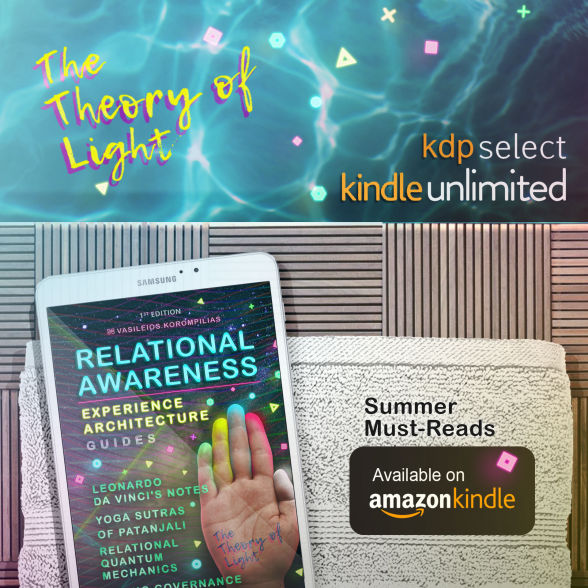 The
Theory of
Light
kdp select
kindle unlimited
SAMSUNG
1ST EDITION
⌘ VASILEIOS KOROMPILIAS
RELATIONAL
AWARENESS
EXPERIENCE
ARCHITECTURE
GUIDES
LEONARDO
DA VINCI'S NOTES
YOGA SUTRAS
OF PATANJALI
RELATIONAL
QUANTUM
MECHANICS
GOVERNANCE
The
Theory of
Light
Summer
Must-Reads
Available on
amazonkindle